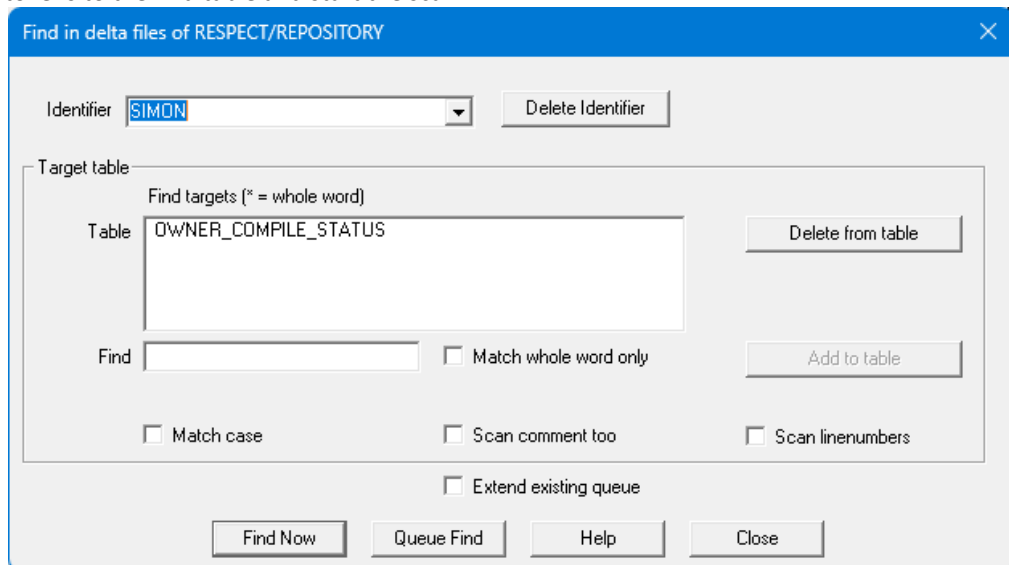 Find in delta files of RESPECT/REPOSITORY
Identifier SIMON Delete Identifier
Target table
Find targets (* = whole word)
Table OWNER_COMPILE_STATUS Delete from table
Find Match whole word only Add to table
Match case Scan comment too Scan linenumbers
Extend existing queue
Find Now Queue Find Help Close